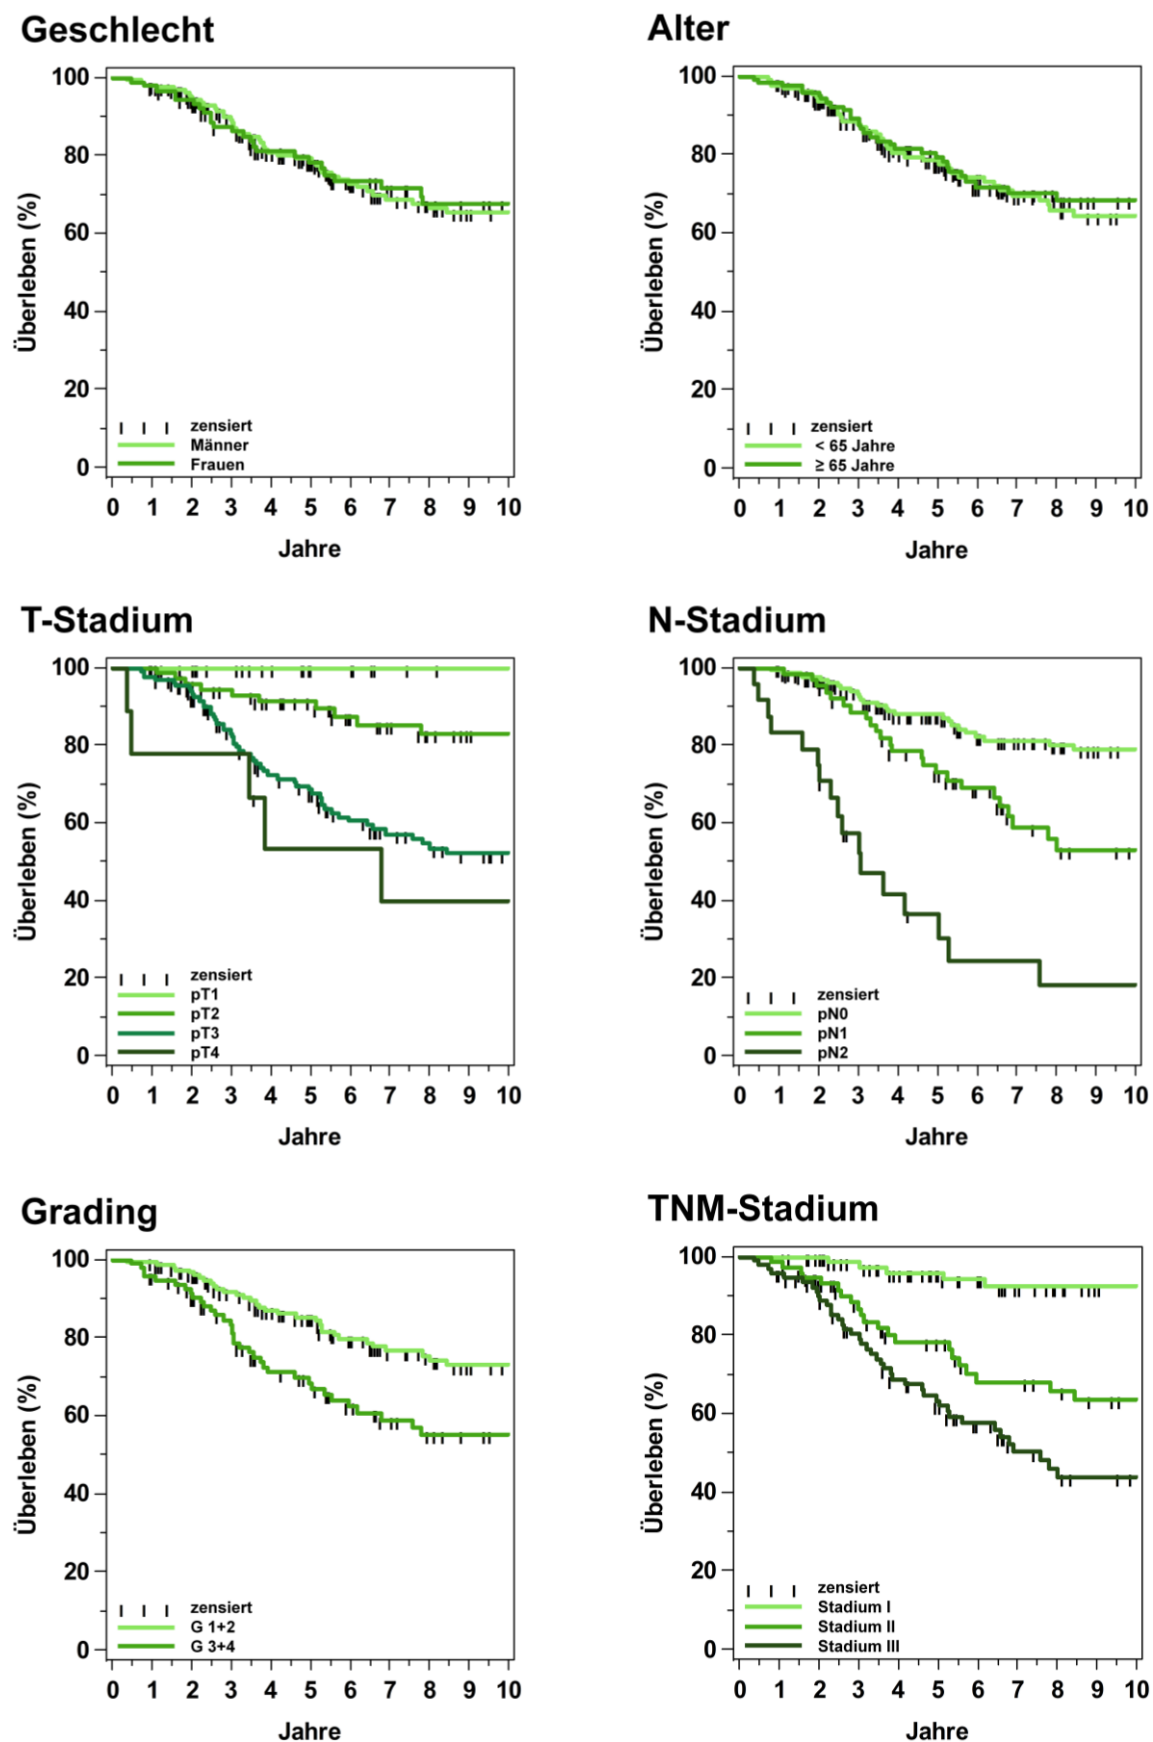 Geschlecht
100
80
60
40
20
0
Überleben (%)
zensiert
Männer
Frauen
0 1 2 3 4 5 6 7 8 9 10
Jahre
Alter
100
80
60
40
20
0
Überleben (%)
zensiert
< 65 Jahre
≥ 65 Jahre
0 1 2 3 4 5 6 7 8 9 10
Jahre
T-Stadium
100
80
60
40
20
0
Überleben (%)
zensiert
pT1
pT2
pT3
pT4
0 1 2 3 4 5 6 7 8 9 10
Jahre
N-Stadium
100
80
60
40
20
0
Überleben (%)
zensiert
pN0
pN1
pN2
0 1 2 3 4 5 6 7 8 9 10
Jahre
Grading
100
80
60
40
20
0
Überleben (%)
zensiert
G 1+2
G 3+4
0 1 2 3 4 5 6 7 8 9 10
Jahre
TNM-Stadium
100
80
60
40
20
0
Überleben (%)
zensiert
Stadium I
Stadium II
Stadium III
0 1 2 3 4 5 6 7 8 9 10
Jahre